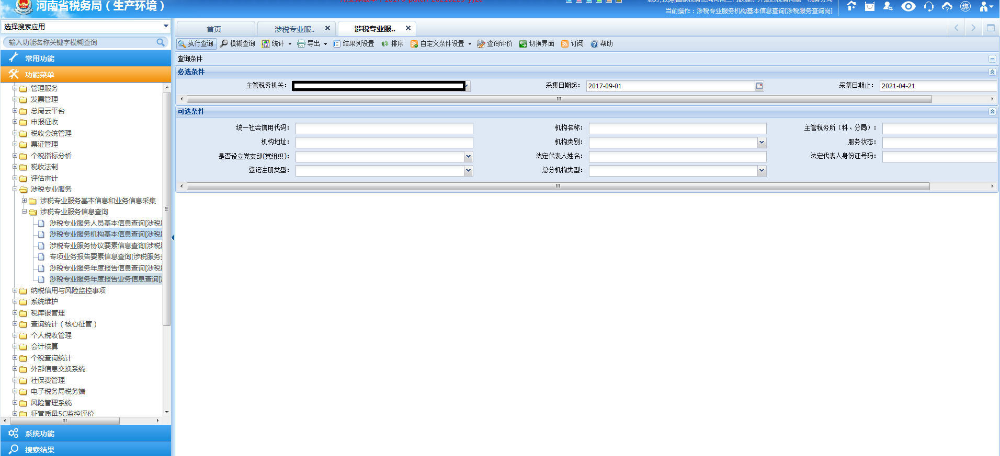 河南省税务局（生产环境）
当前操作：涉税专业服务机构基本信息查询[涉税服务查询岗]
绑
选择搜索应用
输入功能名称关键字模糊查询
常用功能
功能菜单
管理服务
发票管理
总局云平台
申报征收
税收会统管理
票证管理
个税指标分析
税收法制
评估审计
涉税专业服务
涉税专业服务基本信息和业务信息采集
涉税专业服务信息查询
涉税专业服务人员基本信息查询[涉税
涉税专业服务机构基本信息查询[涉税
涉税专业服务协议要素信息查询[涉税
专项业务报告要素信息查询[涉税服务
涉税专业服务年度报告信息查询[涉税
涉税专业服务年度报告业务信息查询[
纳税信用与风险监控事项
系统维护
税库银管理
查询统计（核心征管）
个人税收管理
会计核算
个税查询统计
外部信息交换系统
社保费管理
电子税务局税务端
风险管理系统
征管质量5C监控评价
系统功能
搜索结果
首页 涉税专业服.. 涉税专业服..
执行查询 模糊查询 统计 导出 结果列设置 排序 自定义条件设置 查询评价 切换界面 订阅 帮助
查询条件
必选条件
主管税务机关： 采集日期起： 2017-09-01 采集日期止： 2021-04-21
可选条件
统一社会信用代码： 机构名称： 主管税务所（科、分局）：
机构地址： 机构类别： 服务状态：
是否设立党支部(党组织)： 法定代表人姓名： 法定代表人身份证号码：
登记注册类型： 总分机构类型：